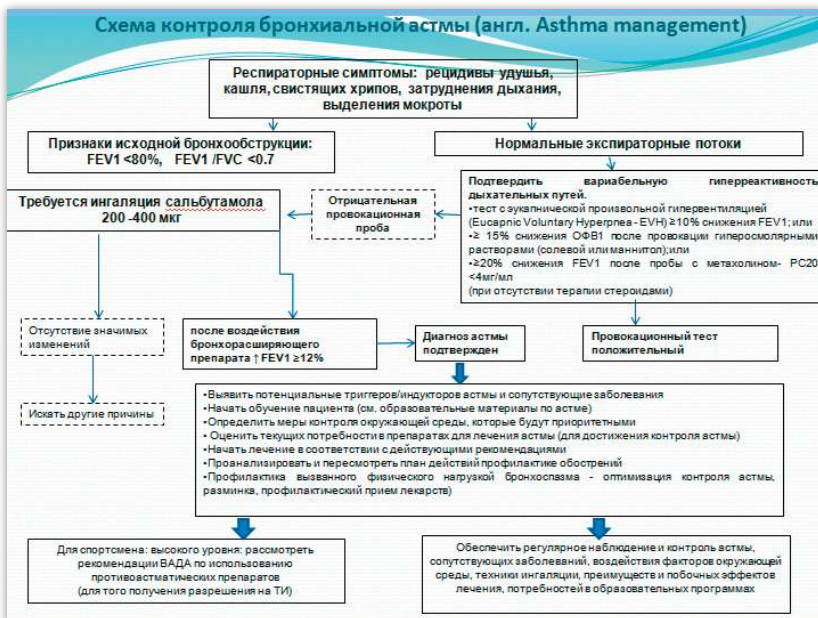 Схема контроля бронхиальной астмы (англ. Asthma management)
Респираторные симптомы: рецидивы удушья,
кашля, свистящих хрипов, затруднения дыхания,
выделения мокроты
Признаки исходной бронхообструкции:
FEV1 <80%, FEV1 /FVC <0.7
Нормальные экспираторные потоки
Требуется ингаляция сальбутамола
200 -400 мкг
Отрицательная
провокационная
проба
Подтвердить вариабельную гиперреактивность
дыхательных путей.
•тест с эукапнической произвольной гипервентиляцией
(Eucapnic Voluntary Hyperpnea - EVH) ≥10% снижения FEV1; или
•≥ 15% снижения ОФВ1 после провокации гиперосмолярными
растворами (солевой или маннитол);или
•≥20% снижения FEV1 после пробы с метахолином- PC20
<4мг/мл
(при отсутствии терапии стероидами)
Отсутствие значимых
изменений
после воздействия
бронхорасширяющего
препарата ↑ FEV1 ≥12%
Диагноз астмы
подтвержден
Провокационный тест
положительный
Искать другие причины
•Выявить потенциальные триггеров/индукторов астмы и сопутствующие заболевания
•Начать обучение пациента (см. образовательные материалы по астме)
•Определить меры контроля окружающей среды, которые будут приоритетными
• Оценить текущих потребности в препаратах для лечения астмы (для достижения контроля астмы)
•Начать лечение в соответствии с действующими рекомендациями
•Проанализировать и пересмотреть план действий профилактике обострений
•Профилактика вызванного физического нагрузкой бронхоспазма - оптимизация контроля астмы,
разминка, профилактический прием лекарств)
Для спортсмена: высокого уровня: рассмотреть
рекомендации ВАДА по использованию
противоастматических препаратов
(для того получения разрешения на ТИ)
Обеспечить регулярное наблюдение и контроль астмы,
сопутствующих заболеваний, воздействия факторов окружающей
среды, техники ингаляции, преимуществ и побочных эффектов
лечения, потребностей в образовательных программах